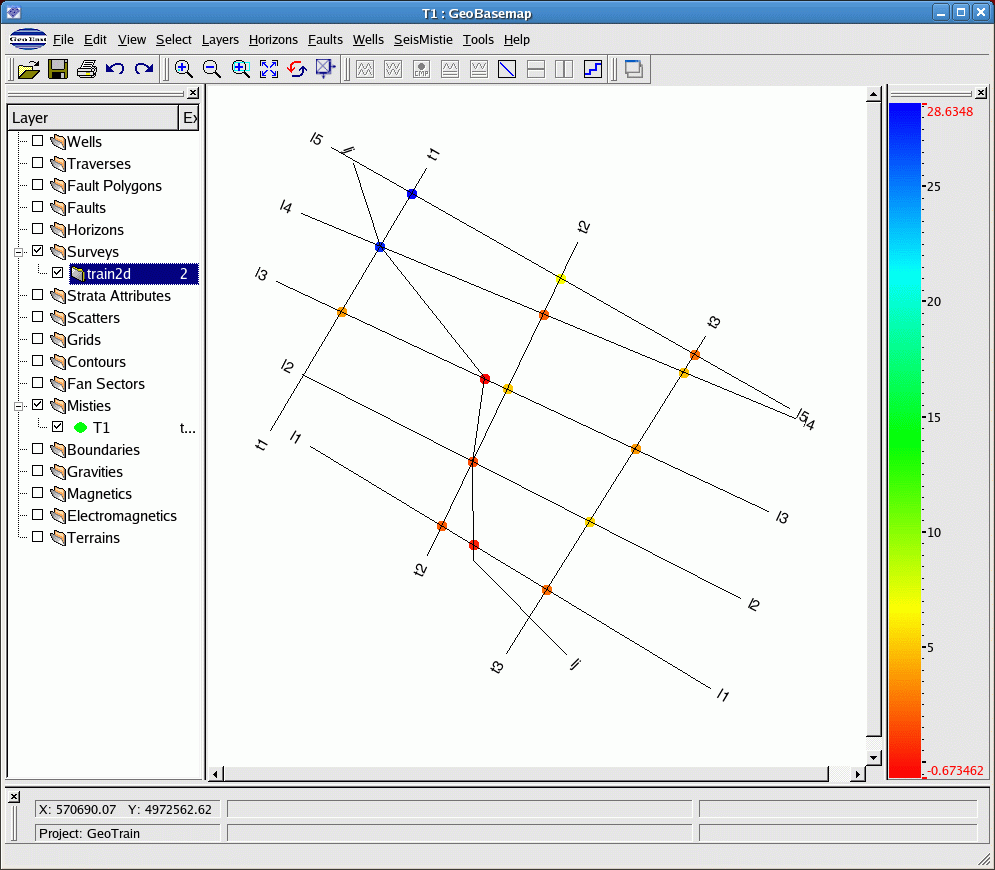 T1 : GeoBasemap
GeoEast File Edit View Select Layers Horizons Faults Wells SeisMistie Tools Help
CMP
Layer Ex
Wells
Traverses
Fault Polygons
Faults
Horizons
Surveys
train2d 2
Strata Attributes
Scatters
Grids
Contours
Fan Sectors
Misties
T1 t...
Boundaries
Gravities
Magnetics
Electromagnetics
Terrains
l5
lj
t1
l4
t2
l3
t3
l2
l5
l4
t1
l1
l3
t2
l2
t3
lj
l1
28.6348
25
20
15
10
5
-0.673462
X: 570690.07 Y: 4972562.62
Project: GeoTrain